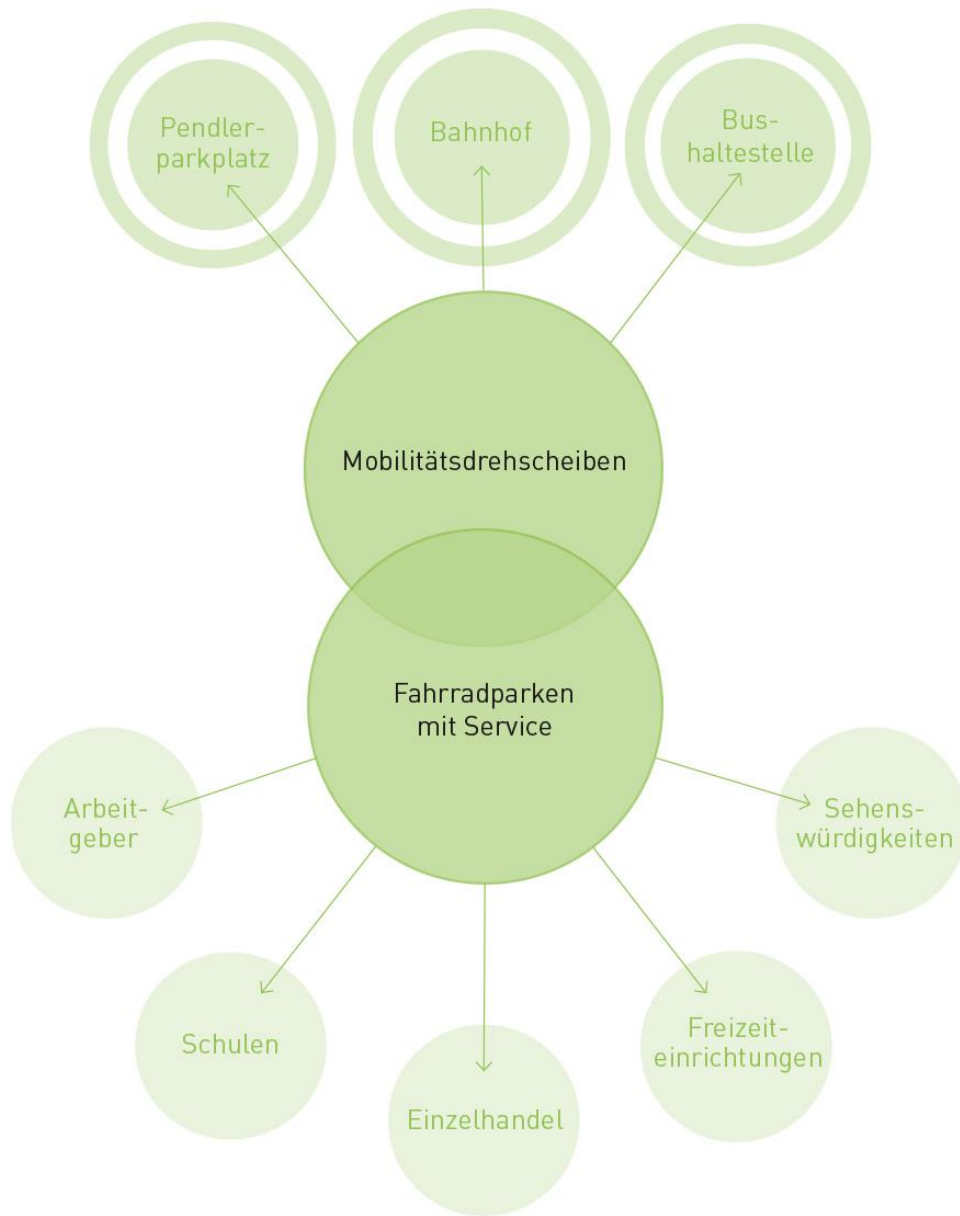 Pendler-
parkplatz
Bahnhof
Bus-
haltestelle
Mobilitätsdrehscheiben
Fahrradparken
mit Service
Arbeit-
geber
Sehens-
würdigkeiten
Schulen
Freizeit-
einrichtungen
Einzelhandel